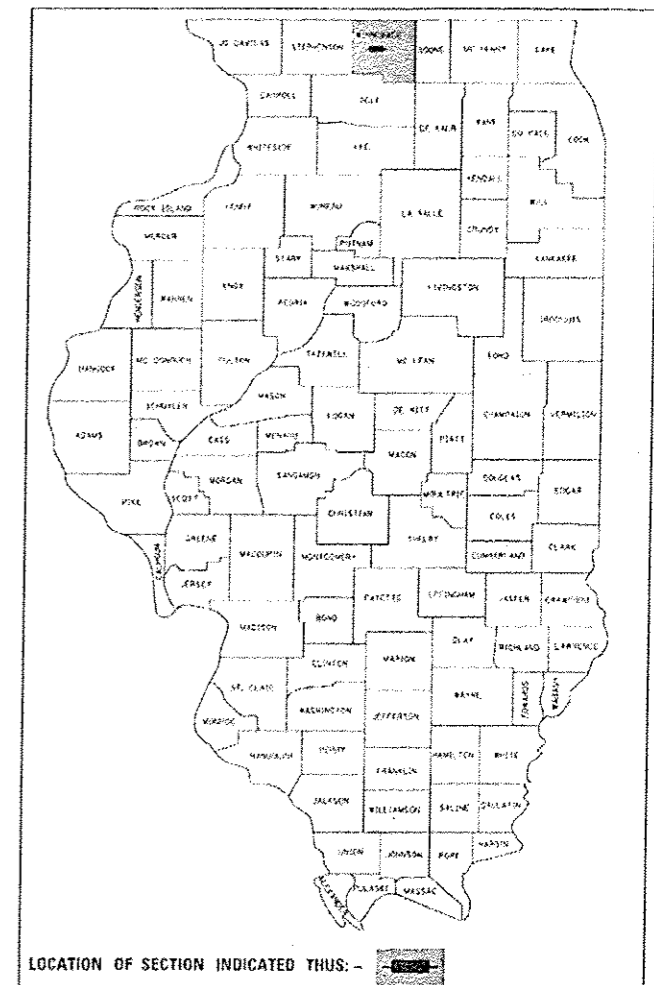 JO DAVIESS
STEPHENSON
WINNEBAGO
BOONE
MC HENRY
LAKE
CARROLL
OGLE
DE KALB
KANE
DU PAGE
COOK
WHITESIDE
LEE
KENDALL
WILL
ROCK ISLAND
HENRY
BUREAU
LA SALLE
GRUNDY
MERCER
PUTNAM
KANKAKEE
STARK
MARSHALL
HENDERSON
WARREN
KNOX
PEORIA
WOODFORD
LIVINGSTON
IROQUOIS
HANCOCK
MC DONOUGH
FULTON
TAZEWELL
MC LEAN
FORD
SCHUYLER
MASON
LOGAN
DE WITT
CHAMPAIGN
VERMILION
ADAMS
BROWN
CASS
MENARD
MACON
PIATT
PIKE
SCOTT
MORGAN
SANGAMON
CHRISTIAN
MOULTRIE
DOUGLAS
EDGAR
COLES
CALHOUN
GREENE
MACOUPIN
MONTGOMERY
SHELBY
CUMBERLAND
CLARK
JERSEY
FAYETTE
EFFINGHAM
JASPER
CRAWFORD
MADISON
BOND
CLAY
RICHLAND
LAWRENCE
CLINTON
MARION
ST. CLAIR
WASHINGTON
JEFFERSON
WAYNE
EDWARDS
WABASH
MONROE
RANDOLPH
PERRY
FRANKLIN
HAMILTON
WHITE
JACKSON
WILLIAMSON
SALINE
GALLATIN
UNION
JOHNSON
POPE
HARDIN
ALEXANDER
PULASKI
MASSAC
LOCATION OF SECTION INDICATED THUS: -